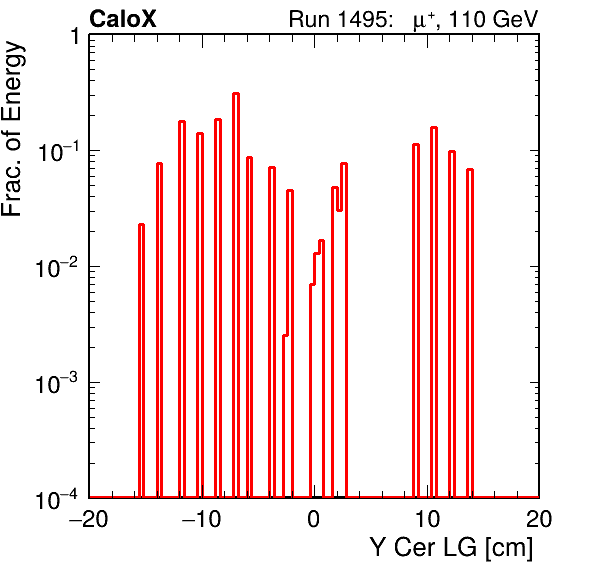 CaloX Run 1495: μ⁺, 110 GeV
Frac. of Energy
1
10⁻¹
10⁻²
10⁻³
10⁻⁴
−20 −10 0 10 20
Y Cer LG [cm]